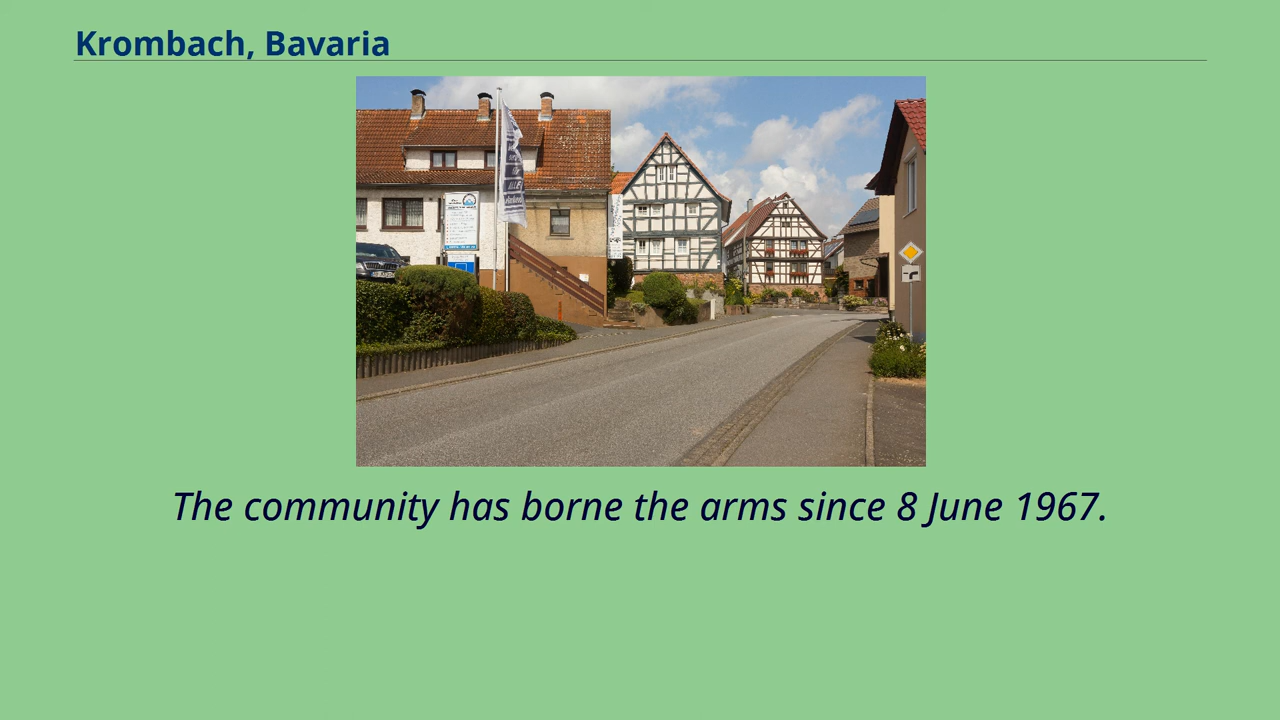 Krombach, Bavaria
The community has borne the arms since 8 June 1967.